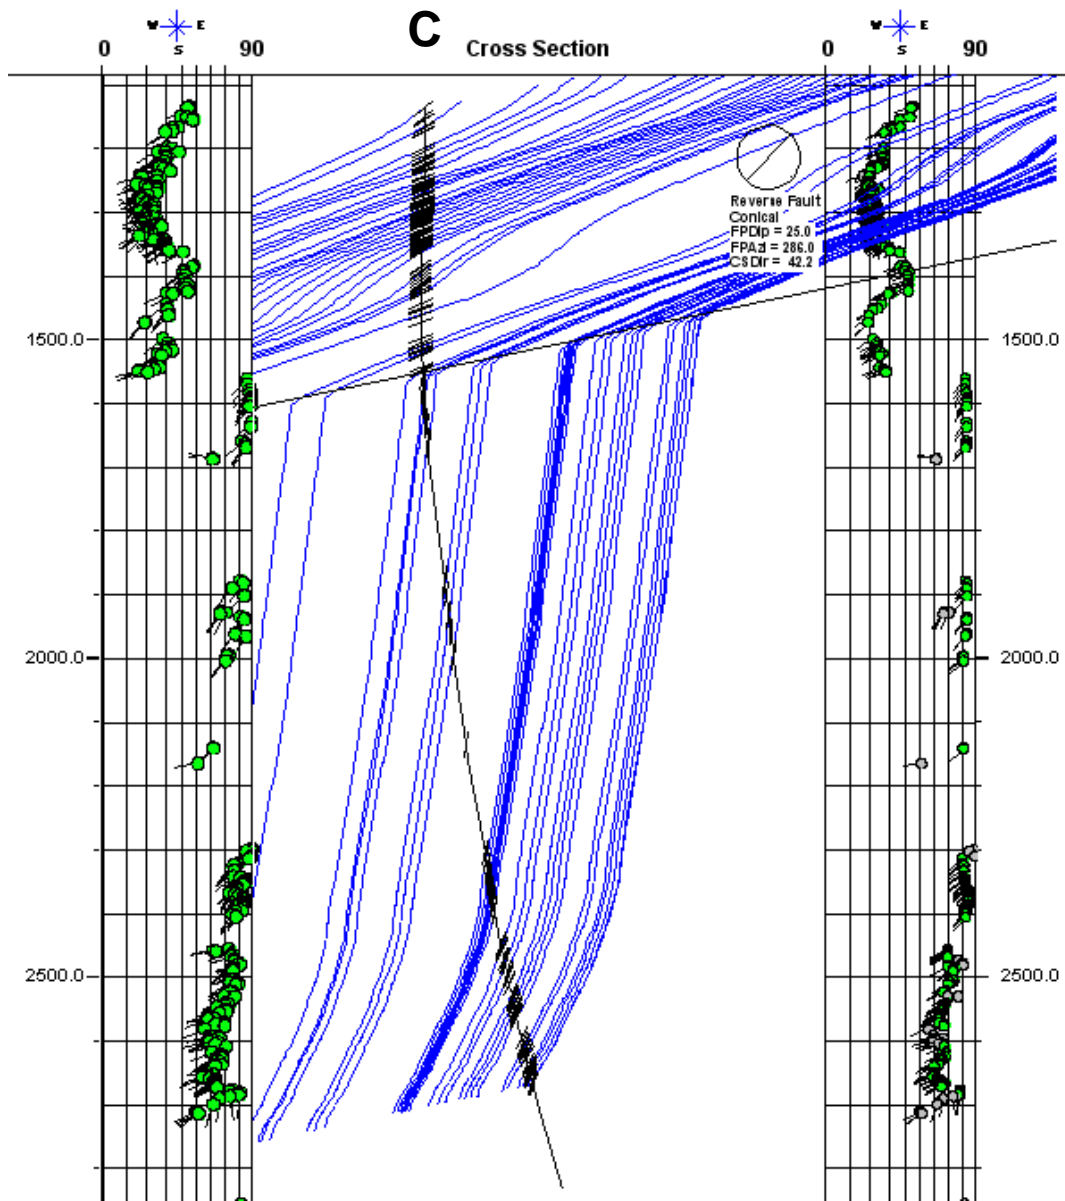 C
W E
S
0 90
Cross Section
W E
S
0 90
Reverse Fault
Conical
FPDip = 25.0
FPAzi = 286.0
CSDir = 42.2
1500.0
1500.0
2000.0
2000.0
2500.0
2500.0